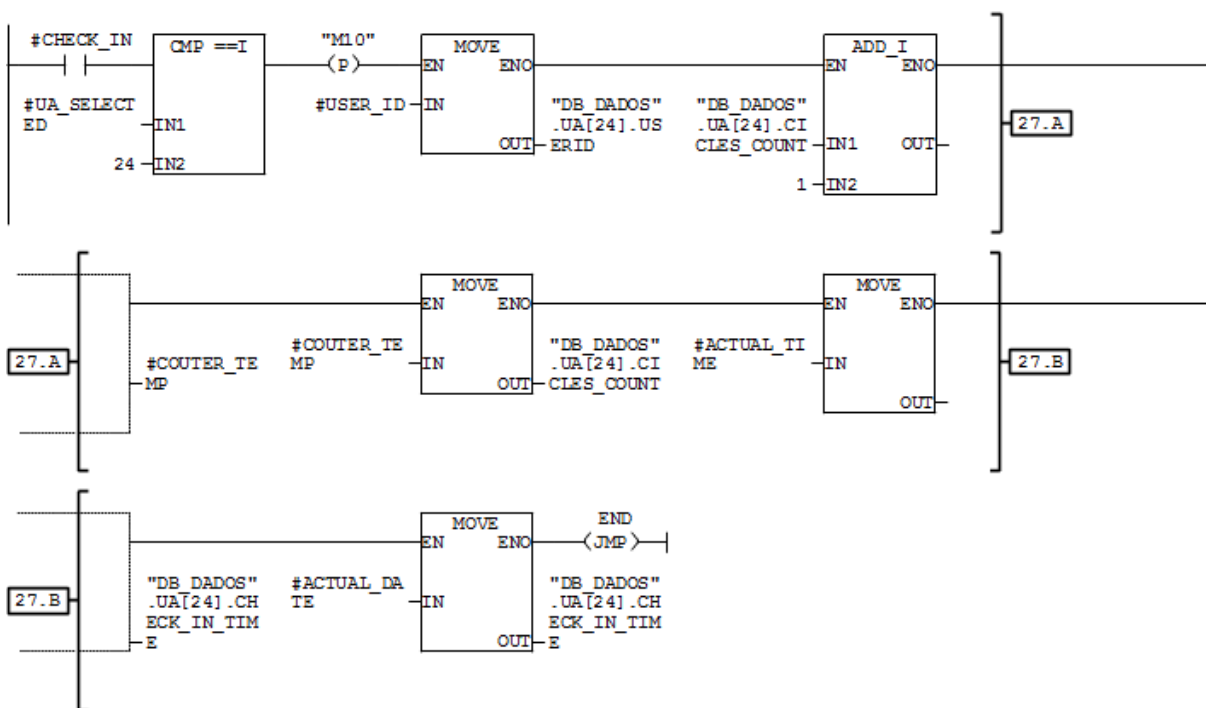 #CHECK_IN
CMP ==I
"M10"
(P)
MOVE
ADD_I
EN ENO
EN ENO
#UA_SELECT
ED
IN1
24 IN2
#USER_ID IN
OUT
"DB_DADOS"
.UA[24].US
ERID
"DB_DADOS"
.UA[24].CI
CLES_COUNT
IN1
OUT
1 IN2
27.A
27.A
#COUTER_TE
MP
MOVE
EN ENO
#COUTER_TE
MP
IN
OUT
"DB_DADOS"
.UA[24].CI
CLES_COUNT
MOVE
EN ENO
#ACTUAL_TI
ME
IN
OUT
27.B
27.B
"DB_DADOS"
.UA[24].CH
ECK_IN_TIM
E
MOVE
EN ENO
#ACTUAL_DA
TE
IN
OUT
"DB_DADOS"
.UA[24].CH
ECK_IN_TIM
E
END
(JMP)